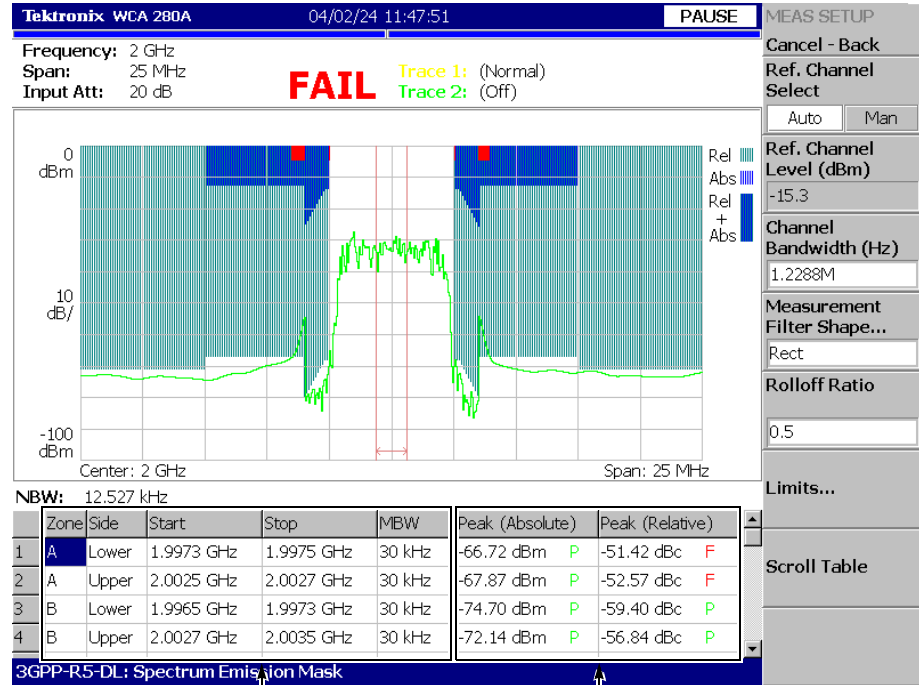 Tektronix WCA 280A 04/02/24 11:47:51 PAUSE
MEAS SETUP
Cancel - Back
Frequency: 2 GHz
Span: 25 MHz
Input Att: 20 dB
FAIL
Trace 1: (Normal)
Trace 2: (Off)
Ref. Channel
Select
Auto Man
Ref. Channel
Level (dBm)
-15.3
Channel
Bandwidth (Hz)
1.2288M
Measurement
Filter Shape...
Rect
Rolloff Ratio
0.5
Limits...
Scroll Table
0
dBm
10
dB/
-100
dBm
Rel
Abs
Rel
+
Abs
Center: 2 GHz Span: 25 MHz
NBW: 12.527 kHz
Zone Side Start Stop MBW Peak (Absolute) Peak (Relative)
1 A Lower 1.9973 GHz 1.9975 GHz 30 kHz -66.72 dBm P -51.42 dBc F
2 A Upper 2.0025 GHz 2.0027 GHz 30 kHz -67.87 dBm P -52.57 dBc F
3 B Lower 1.9965 GHz 1.9973 GHz 30 kHz -74.70 dBm P -59.40 dBc P
4 B Upper 2.0027 GHz 2.0035 GHz 30 kHz -72.14 dBm P -56.84 dBc P
3GPP-R5-DL: Spectrum Emission Mask